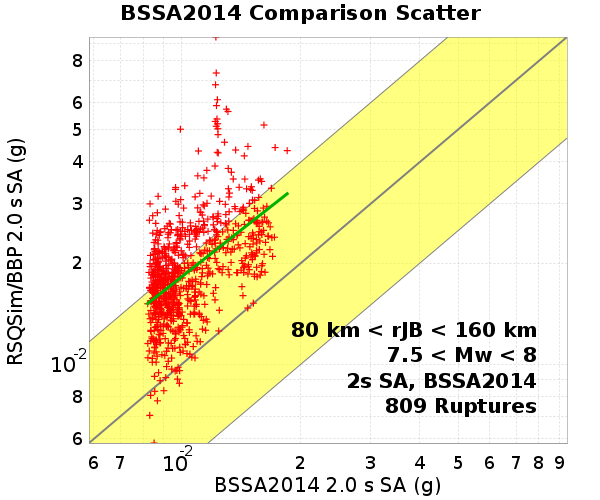 BSSA2014 Comparison Scatter
RSQSim/BBP 2.0 s SA (g)
8
6
5
4
3
2
10-2
8
6
80 km < rJB < 160 km
7.5 < Mw < 8
2s SA, BSSA2014
809 Ruptures
6 7 10-2 2 3 4 5 6 7 8 9
BSSA2014 2.0 s SA (g)